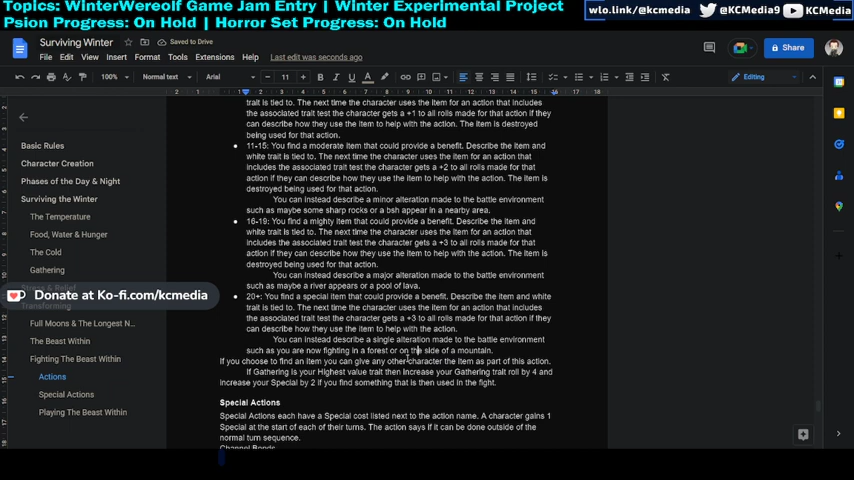 Topics: WinterWereolf Game Jam Entry | Winter Experimental Project
Psion Progress: On Hold | Horror Set Progress: On Hold
wlo.link/@kcmedia
@KCMedia9
KCMedia
Surviving Winter
Saved to Drive
File Edit View Insert Format Tools Extensions Help
Last edit was seconds ago
Share
100%
Normal text
Arial
11
Editing
Basic Rules
Character Creation
Phases of the Day & Night
Surviving the Winter
The Temperature
Food, Water & Hunger
The Cold
Gathering
Stress & Relief
Transforming
Full Moons & The Longest N...
The Beast Within
Fighting The Beast Within
Actions
Special Actions
Playing The Beast Within
Donate at Ko-fi.com/kcmedia
trait is tied to. The next time the character uses the item for an action that includes
the associated trait the character gets a +1 to all rolls made for that action if they
can describe how they use the item to help with the action. The item is destroyed
being used for that action.
● 11-15: You find a moderate item that could provide a benefit. Describe the item and
white trait is tied to. The next time the character uses the item for an action that
includes the associated trait test the character gets a +2 to all rolls made for that
action if they can describe how they use the item to help with the action. The item is
destroyed being used for that action.
You can instead describe a minor alteration made to the battle environment
such as maybe some sharp rocks or a bsh appear in a nearby area.
● 16-19: You find a mighty item that could provide a benefit. Describe the item and
white trait is tied to. The next time the character uses the item for an action that
includes the associated trait test the character gets a +3 to all rolls made for that
action if they can describe how they use the item to help with the action. The item is
destroyed being used for that action.
You can instead describe a major alteration made to the battle environment
such as maybe a river appears or a pool of lava.
● 20+: You find a special item that could provide a benefit. Describe the item and white
trait is tied to. The next time the character uses the item for an action that includes
the associated trait test the character gets a +3 to all rolls made for that action if they
can describe how they use the item to help with the action.
You can instead describe a single alteration made to the battle environment
such as you are now fighting in a forest or on the side of a mountain.
If you choose to find an item you can give any other character the item as part of this action.
If Gathering is your Highest value trait then increase your Gathering trait roll by 4 and
increase your Special by 2 if you find something that is then used in the fight.
Special Actions
Special Actions each have a Special cost listed next to the action name. A character gains 1
Special at the start of each of their turns. The action says if it can be done outside of the
normal turn sequence.
Channel Bonds